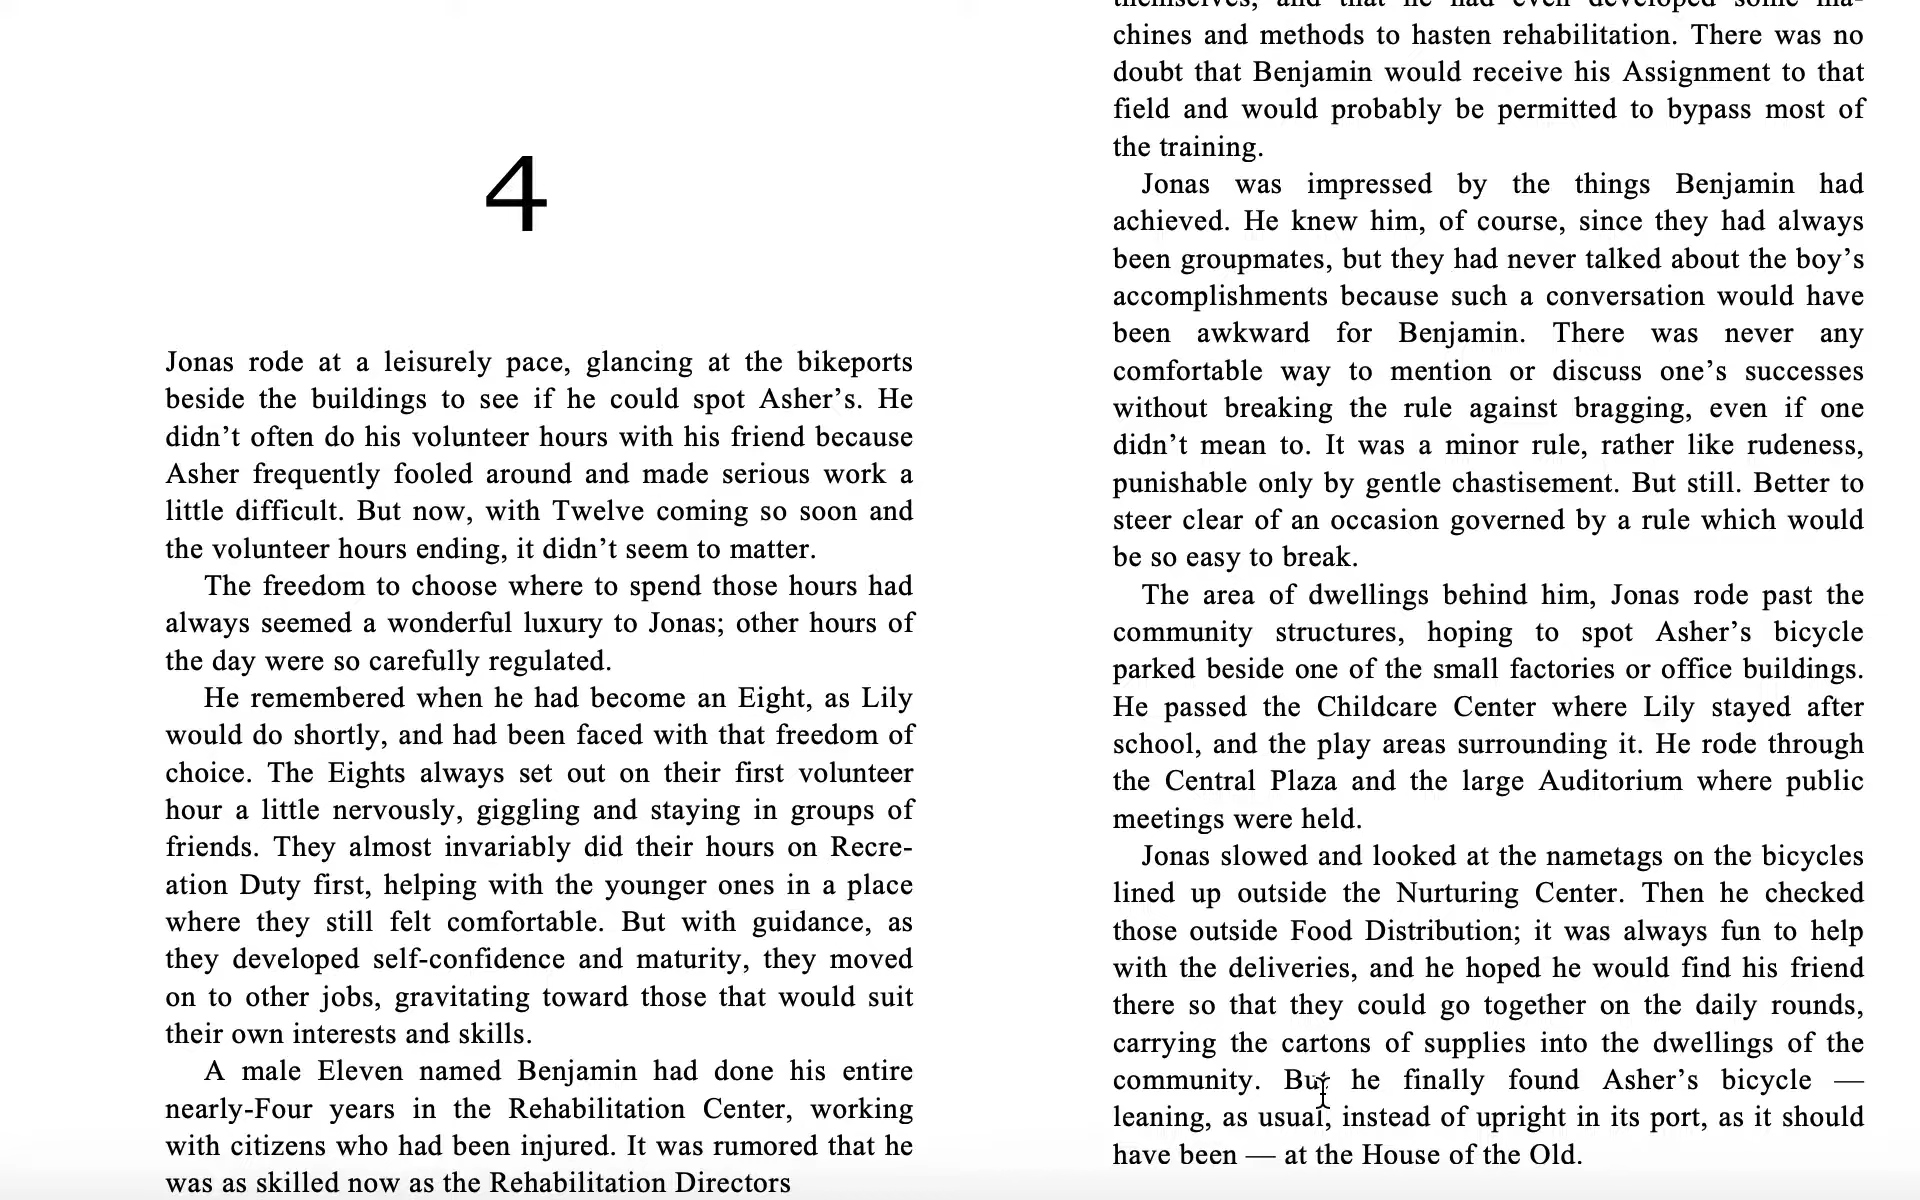 4
Jonas rode at a leisurely pace, glancing at the bikeports
beside the buildings to see if he could spot Asher’s. He
didn’t often do his volunteer hours with his friend because
Asher frequently fooled around and made serious work a
little difficult. But now, with Twelve coming so soon and
the volunteer hours ending, it didn’t seem to matter.
The freedom to choose where to spend those hours had
always seemed a wonderful luxury to Jonas; other hours of
the day were so carefully regulated.
He remembered when he had become an Eight, as Lily
would do shortly, and had been faced with that freedom of
choice. The Eights always set out on their first volunteer
hour a little nervously, giggling and staying in groups of
friends. They almost invariably did their hours on Recre-
ation Duty first, helping with the younger ones in a place
where they still felt comfortable. But with guidance, as
they developed self-confidence and maturity, they moved
on to other jobs, gravitating toward those that would suit
their own interests and skills.
A male Eleven named Benjamin had done his entire
nearly-Four years in the Rehabilitation Center, working
with citizens who had been injured. It was rumored that he
was as skilled now as the Rehabilitation Directors
themselves, and that he had even developed some ma-
chines and methods to hasten rehabilitation. There was no
doubt that Benjamin would receive his Assignment to that
field and would probably be permitted to bypass most of
the training.
Jonas was impressed by the things Benjamin had
achieved. He knew him, of course, since they had always
been groupmates, but they had never talked about the boy’s
accomplishments because such a conversation would have
been awkward for Benjamin. There was never any
comfortable way to mention or discuss one’s successes
without breaking the rule against bragging, even if one
didn’t mean to. It was a minor rule, rather like rudeness,
punishable only by gentle chastisement. But still. Better to
steer clear of an occasion governed by a rule which would
be so easy to break.
The area of dwellings behind him, Jonas rode past the
community structures, hoping to spot Asher’s bicycle
parked beside one of the small factories or office buildings.
He passed the Childcare Center where Lily stayed after
school, and the play areas surrounding it. He rode through
the Central Plaza and the large Auditorium where public
meetings were held.
Jonas slowed and looked at the nametags on the bicycles
lined up outside the Nurturing Center. Then he checked
those outside Food Distribution; it was always fun to help
with the deliveries, and he hoped he would find his friend
there so that they could go together on the daily rounds,
carrying the cartons of supplies into the dwellings of the
community. But he finally found Asher’s bicycle —
leaning, as usual, instead of upright in its port, as it should
have been — at the House of the Old.